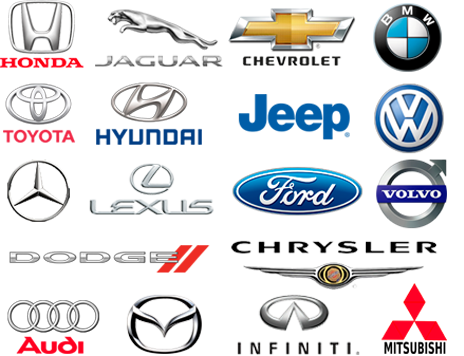 HONDA
JAGUAR
CHEVROLET
®
BMW
TOYOTA
HYUNDAI
Jeep®
LEXUS
Ford
VOLVO
DODGE
CHRYSLER
Audi
INFINITI®
MITSUBISHI